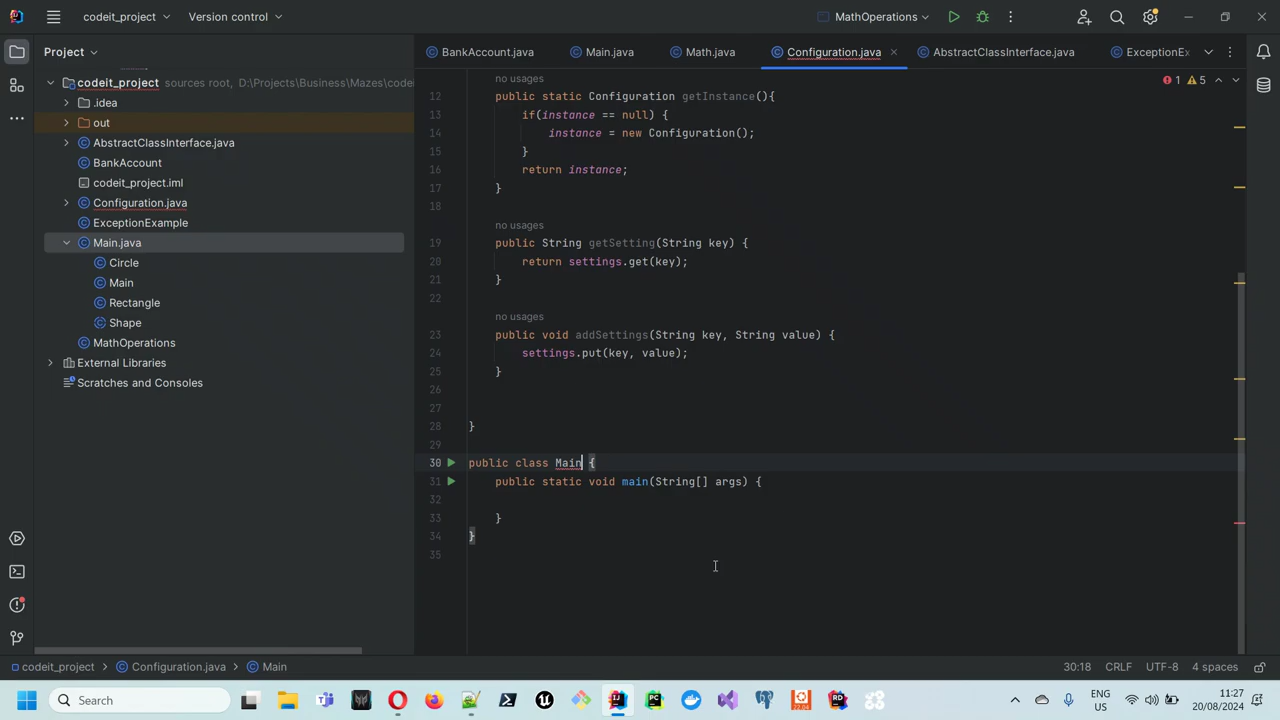 codeit_project
Version control
MathOperations
Project
BankAccount.java
Main.java
Math.java
Configuration.java
AbstractClassInterface.java
ExceptionEx
codeit_project sources root, D:\Projects\Business\Mazes\codei
.idea
out
AbstractClassInterface.java
BankAccount
codeit_project.iml
Configuration.java
ExceptionExample
Main.java
Circle
Main
Rectangle
Shape
MathOperations
External Libraries
Scratches and Consoles
no usages
1 5
12 public static Configuration getInstance(){
13 if(instance == null) {
14 instance = new Configuration();
15 }
16 return instance;
17 }
18
no usages
19 public String getSetting(String key) {
20 return settings.get(key);
21 }
22
no usages
23 public void addSettings(String key, String value) {
24 settings.put(key, value);
25 }
26
27
28 }
29
30 public class Main {
31 public static void main(String[] args) {
32
33 }
34 }
35
codeit_project > Configuration.java > Main
30:18 CRLF UTF-8 4 spaces
Search
ENG
US
11:27
20/08/2024